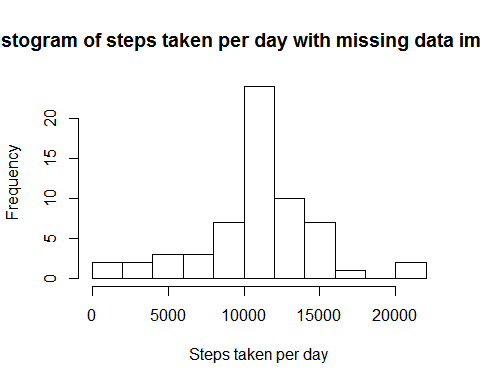 istogram of steps taken per day with missing data im
Frequency
20
15
10
5
0
0 5000 10000 15000 20000
Steps taken per day